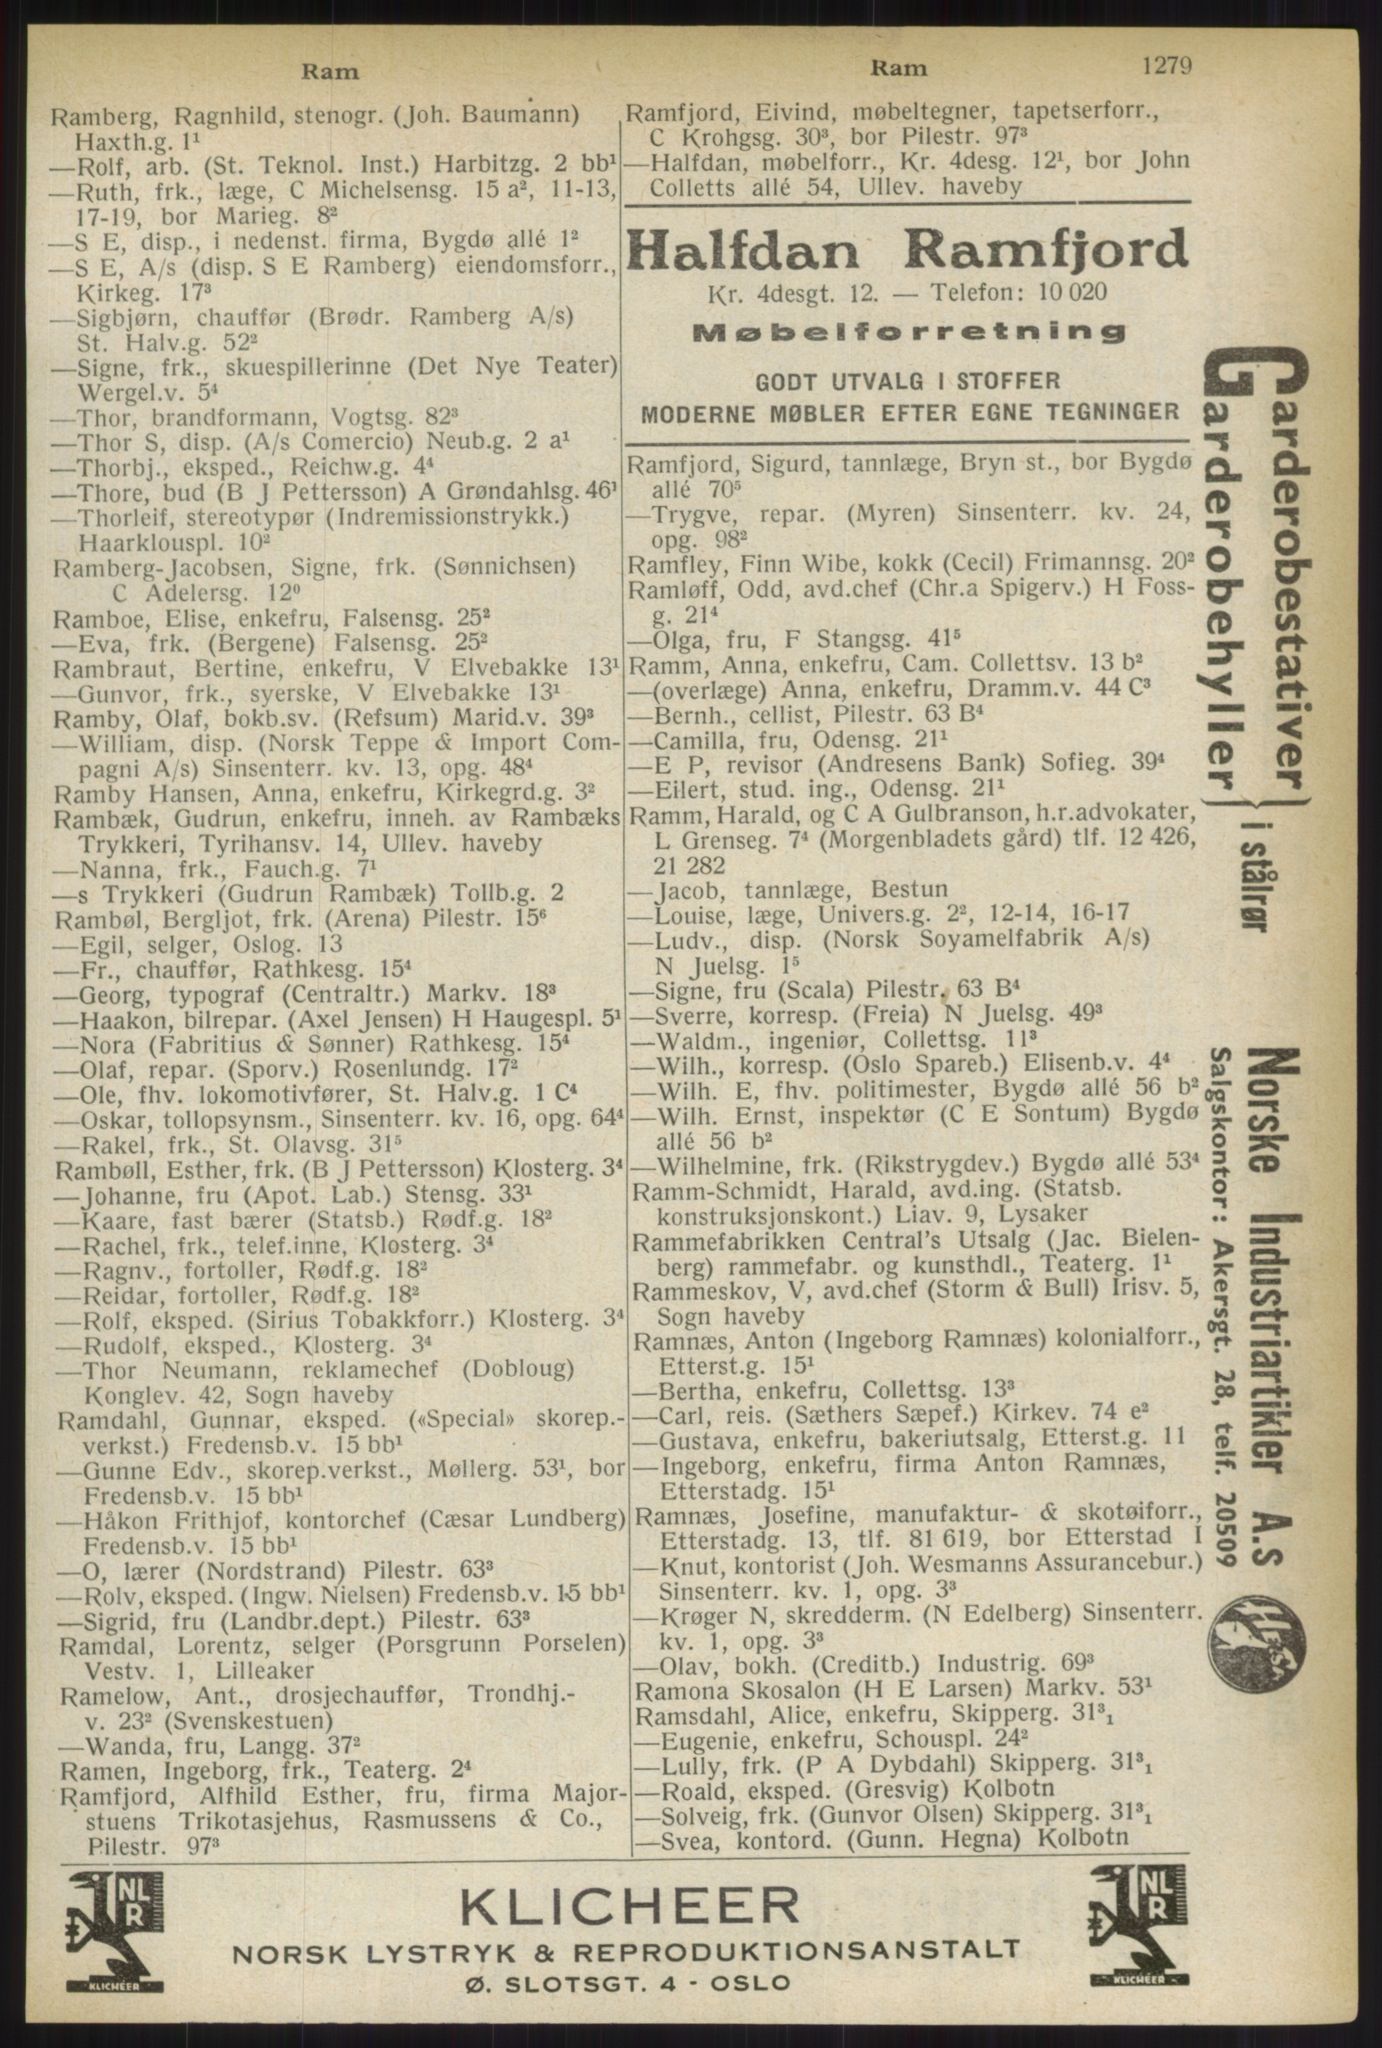 Ram
Ram
1279
Ramberg, Ragnhild, stenogr. (Joh. Baumann)
Haxth.g. 1¹
—Rolf, arb. (St. Teknol. Inst.) Harbitzg. 2 bb¹
—Ruth, frk., læge, C Michelsensg. 15 a², 11-13,
17-19, bor Marieg. 8²
—S E, disp., i nedenst. firma, Bygdø allé 1²
—S E, A/s (disp. S E Ramberg) eiendomsforr.,
Kirkeg. 17³
—Sigbjørn, chauffør (Brødr. Ramberg A/s)
St. Halv.g. 52²
—Signe, frk., skuespillerinne (Det Nye Teater)
Wergel.v. 5⁴
—Thor, brandformann, Vogtsg. 82³
—Thor S, disp. (A/s Comercio) Neub.g. 2 a¹
—Thorbj., eksped., Reichw.g. 4⁴
—Thore, bud (B J Pettersson) A Grøndahlsg. 46¹
—Thorleif, stereotypør (Indremissionstrykk.)
Haarklouspl. 10²
Ramberg-Jacobsen, Signe, frk. (Sønnichsen)
C Adelersg. 12⁰
Ramboe, Elise, enkefru, Falsensg. 25²
—Eva, frk. (Bergene) Falsensg. 25²
Rambraut, Bertine, enkefru, V Elvebakke 13¹
—Gunvor, frk., syerske, V Elvebakke 13¹
Ramby, Olaf, bokb.sv. (Refsum) Marid.v. 39³
—William, disp. (Norsk Teppe & Import Com-
pagni A/s) Sinsenterr. kv. 13, opg. 48⁴
Ramby Hansen, Anna, enkefru, Kirkegrd.g. 3²
Rambæk, Gudrun, enkefru, inneh. av Rambæks
Trykkeri, Tyrihansv. 14, Ullev. haveby
—Nanna, frk., Fauch.g. 7¹
—s Trykkeri (Gudrun Rambæk) Tollb.g. 2
Rambøl, Bergljot, frk. (Arena) Pilestr. 15⁶
—Egil, selger, Oslog. 13
—Fr., chauffør, Rathkesg. 15⁴
—Georg, typograf (Centraltr.) Markv. 18³
—Haakon, bilrepar. (Axel Jensen) H Haugespl. 5¹
—Nora (Fabritius & Sønner) Rathkesg. 15⁴
—Olaf, repar. (Sporv.) Rosenlundg. 17²
—Ole, fhv. lokomotivfører, St. Halv.g. 1 C⁴
—Oskar, tollopsynsm., Sinsenterr. kv. 16, opg. 64⁴
—Rakel, frk., St. Olavsg. 31⁵
Rambøll, Esther, frk. (B J Pettersson) Klosterg. 3⁴
—Johanne, fru (Apot. Lab.) Stensg. 33¹
—Kaare, fast bærer (Statsb.) Rødf.g. 18²
—Rachel, frk., telef.inne, Klosterg. 3⁴
—Ragnv., fortoller, Rødf.g. 18²
—Reidar, fortoller, Rødf.g. 18²
—Rolf, eksped. (Sirius Tobakkforr.) Klosterg. 3⁴
—Rudolf, eksped., Klosterg. 3⁴
—Thor Neumann, reklamechef (Dobloug)
Konglev. 42, Sogn haveby
Ramdahl, Gunnar, eksped. («Special» skorep.-
verkst.) Fredensb.v. 15 bb¹
—Gunne Edv., skorep.verkst., Møllerg. 53¹, bor
Fredensb.v. 15 bb¹
—Håkon Frithjof, kontorchef (Cæsar Lundberg)
Fredensb.v. 15 bb¹
—O, lærer (Nordstrand) Pilestr. 63³
—Rolv, eksped. (Ingw. Nielsen) Fredensb.v. 15 bb¹
—Sigrid, fru (Landbr.dept.) Pilestr. 63³
Ramdal, Lorentz, selger (Porsgrunn Porselen)
Vestv. 1, Lilleaker
Ramelow, Ant., drosjechauffør, Trondhj.-
v. 23² (Svenskestuen)
—Wanda, fru, Langg. 37²
Ramen, Ingeborg, frk., Teaterg. 2⁴
Ramfjord, Alfhild Esther, fru, firma Major-
stuens Trikotasjehus, Rasmussens & Co.,
Pilestr. 97³
Ramfjord, Eivind, møbeltegner, tapetserforr.,
C Krohgsg. 30³, bor Pilestr. 97³
—Halfdan, møbelforr., Kr. 4desg. 12¹, bor John
Colletts allé 54, Ullev. haveby
Halfdan Ramfjord
Kr. 4desgt. 12. — Telefon: 10 020
Møbelforretning
GODT UTVALG I STOFFER
MODERNE MØBLER EFTER EGNE TEGNINGER
Ramfjord, Sigurd, tannlæge, Bryn st., bor Bygdø
allé 70⁵
—Trygve, repar. (Myren) Sinsenterr. kv. 24,
opg. 98²
Ramfley, Finn Wibe, kokk (Cecil) Frimannsg. 20²
Ramløff, Odd, avd.chef (Chr.a Spigerv.) H Foss-
g. 21⁴
—Olga, fru, F Stangsg. 41⁵
Ramm, Anna, enkefru, Cam. Collettsv. 13 b²
—(overlæge) Anna, enkefru, Dramm.v. 44 C³
—Bernh., cellist, Pilestr. 63 B⁴
—Camilla, fru, Odensg. 21¹
—E P, revisor (Andresens Bank) Sofieg. 39⁴
—Eilert, stud. ing., Odensg. 21¹
Ramm, Harald, og C A Gulbranson, h.r.advokater,
L Grenseg. 7⁴ (Morgenbladets gård) tlf. 12 426,
21 282
—Jacob, tannlæge, Bestun
—Louise, læge, Univers.g. 2², 12-14, 16-17
—Ludv., disp. (Norsk Soyamelfabrik A/s)
N Juelsg. 1⁵
—Signe, fru (Scala) Pilestr. 63 B⁴
—Sverre, korresp. (Freia) N Juelsg. 49³
—Waldm., ingeniør, Collettsg. 11³
—Wilh., korresp. (Oslo Spareb.) Elisenb.v. 4⁴
—Wilh. E, fhv. politimester, Bygdø allé 56 b²
—Wilh. Ernst, inspektør (C E Sontum) Bygdø
allé 56 b²
—Wilhelmine, frk. (Rikstrygdev.) Bygdø allé 53⁴
Ramm-Schmidt, Harald, avd.ing. (Statsb.
konstruksjonskont.) Liav. 9, Lysaker
Rammefabrikken Central's Utsalg (Jac. Bielen-
berg) rammefabr. og kunsthdl., Teaterg. 1¹
Rammeskov, V, avd.chef (Storm & Bull) Irisv. 5,
Sogn haveby
Ramnæs, Anton (Ingeborg Ramnæs) kolonialforr.,
Etterst.g. 15¹
—Bertha, enkefru, Collettsg. 13³
—Carl, reis. (Sæthers Sæpef.) Kirkev. 74 e²
—Gustava, enkefru, bakeriutsalg, Etterst.g. 11
—Ingeborg, enkefru, firma Anton Ramnæs,
Etterstadg. 15¹
Ramnæs, Josefine, manufaktur- & skotøiforr.,
Etterstadg. 13, tlf. 81 619, bor Etterstad I
—Knut, kontorist (Joh. Wesmanns Assurancebur.)
Sinsenterr. kv. 1, opg. 3³
—Krøger N, skredderm. (N Edelberg) Sinsenterr.
kv. 1, opg. 3³
—Olav, bokh. (Creditb.) Industrig. 69³
Ramona Skosalon (H E Larsen) Markv. 53¹
Ramsdahl, Alice, enkefru, Skipperg. 31³₁
—Eugenie, enkefru, Schouspl. 24²
—Lully, frk. (P A Dybdahl) Skipperg. 31³₁
—Roald, eksped. (Gresvig) Kolbotn
—Solveig, frk. (Gunvor Olsen) Skipperg. 31³₁
—Svea, kontord. (Gunn. Hegna) Kolbotn
Garderobestativer
Garderobehyller
i stålrør
Norske Industriartikler A.s
Salgskontor: Akersgt. 28, telf. 20509
NL
R
KLICHEER
KLICHEER
NORSK LYSTRYK & REPRODUKTIONSANSTALT
Ø. SLOTSGT. 4 - OSLO
NL
R
KLICHEER